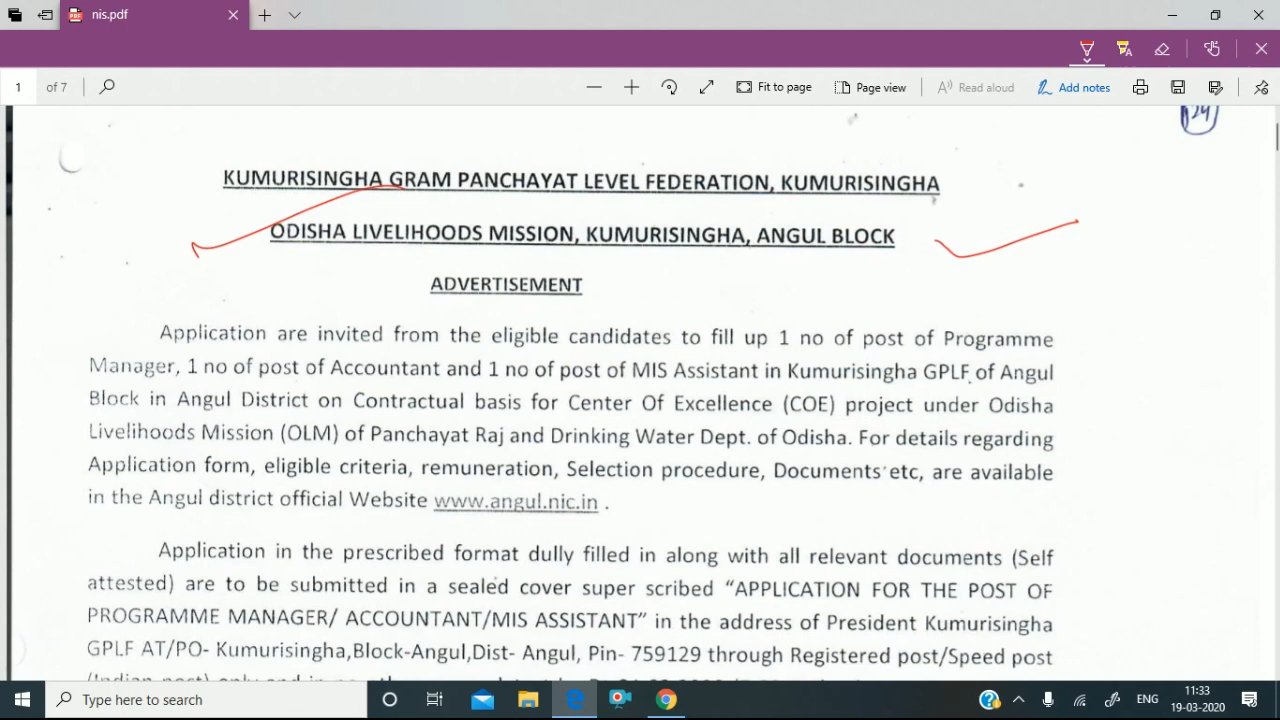 nis.pdf
1 of 7
Fit to page
Page view
Read aloud
Add notes
124
KUMURISINGHA GRAM PANCHAYAT LEVEL FEDERATION, KUMURISINGHA
ODISHA LIVELIHOODS MISSION, KUMURISINGHA, ANGUL BLOCK
ADVERTISEMENT
Application are invited from the eligible candidates to fill up 1 no of post of Programme
Manager, 1 no of post of Accountant and 1 no of post of MIS Assistant in Kumurisingha GPLF of Angul
Block in Angul District on Contractual basis for Center Of Excellence (COE) project under Odisha
Livelihoods Mission (OLM) of Panchayat Raj and Drinking Water Dept. of Odisha. For details regarding
Application form, eligible criteria, remuneration, Selection procedure, Documents etc, are available
in the Angul district official Website www.angul.nic.in .
Application in the prescribed format dully filled in along with all relevant documents (Self
attested) are to be submitted in a sealed cover super scribed “APPLICATION FOR THE POST OF
PROGRAMME MANAGER/ ACCOUNTANT/MIS ASSISTANT” in the address of President Kumurisingha
GPLF AT/PO- Kumurisingha,Block-Angul,Dist- Angul, Pin- 759129 through Registered post/Speed post
Type here to search
ENG
11:33
19-03-2020